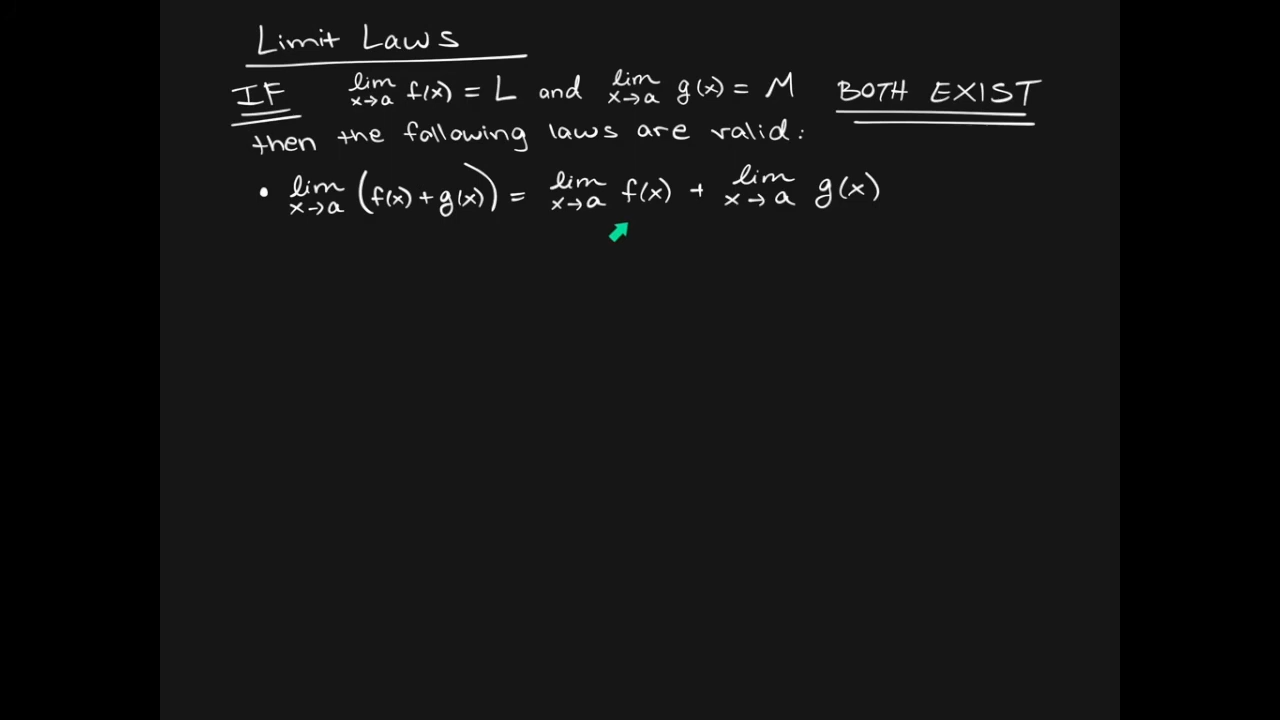 Limit Laws
IF lim x→a f(x) = L and lim x→a g(x) = M BOTH EXIST
then the following laws are valid:
• lim x→a (f(x) + g(x)) = lim x→a f(x) + lim x→a g(x)